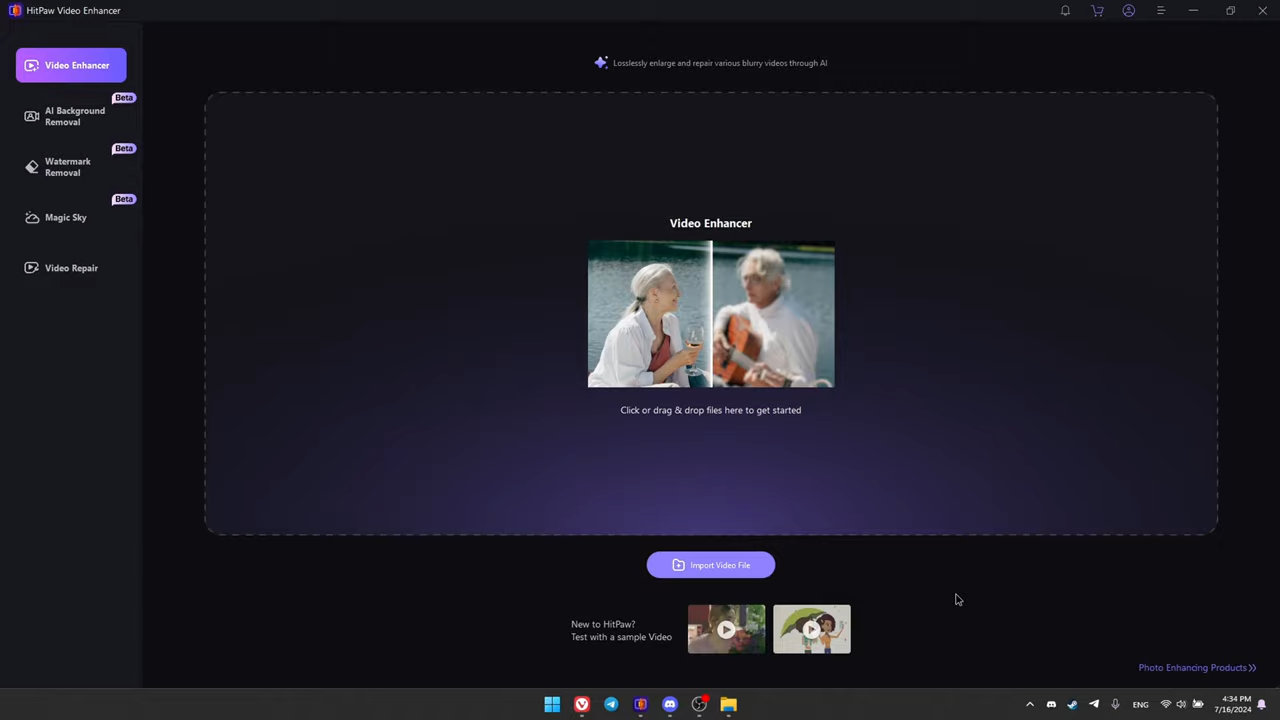 HitPaw Video Enhancer
Video Enhancer
Losslessly enlarge and repair various blurry videos through AI
Beta
AI Background
Removal
Beta
Watermark
Removal
Beta
Magic Sky
Video Repair
Video Enhancer
Click or drag & drop files here to get started
Import Video File
New to HitPaw?
Test with a sample Video
Photo Enhancing Products
ENG
4:34 PM
7/16/2024